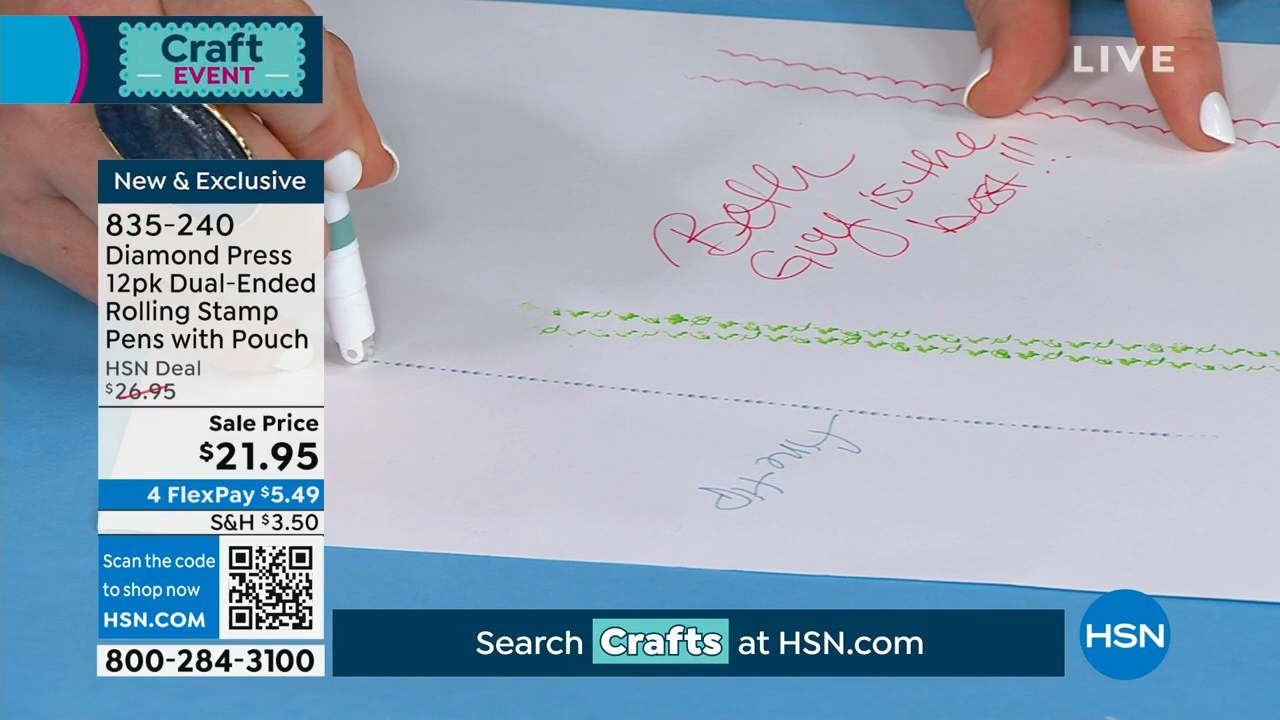 Craft
EVENT
LIVE
New & Exclusive
835-240
Diamond Press
12pk Dual-Ended
Rolling Stamp
Pens with Pouch
HSN Deal
$26.95
Sale Price
$21.95
4 FlexPay $5.49
S&H $3.50
Scan the code
to shop now
HSN.COM
800-284-3100
Beth
Guy is the
best!!!
fine tip
Search Crafts at HSN.com
HSN